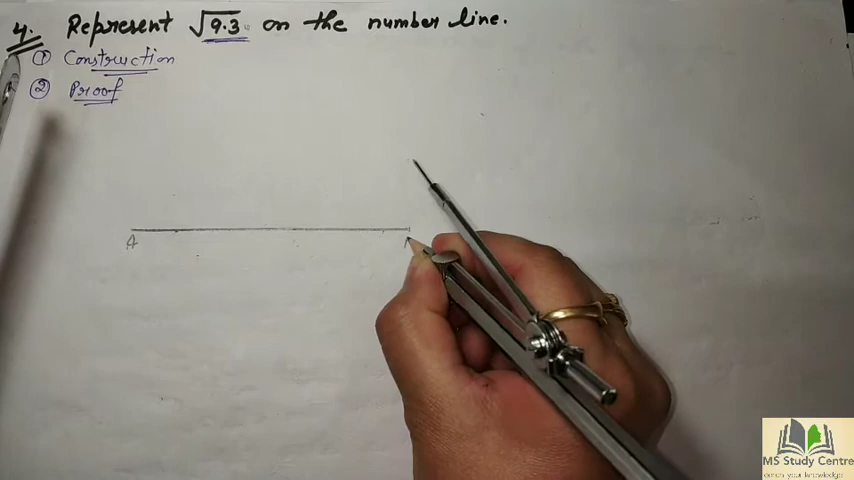 4. Represent √9.3 on the number line.
① Construction
② Proof
A
MS Study Centre